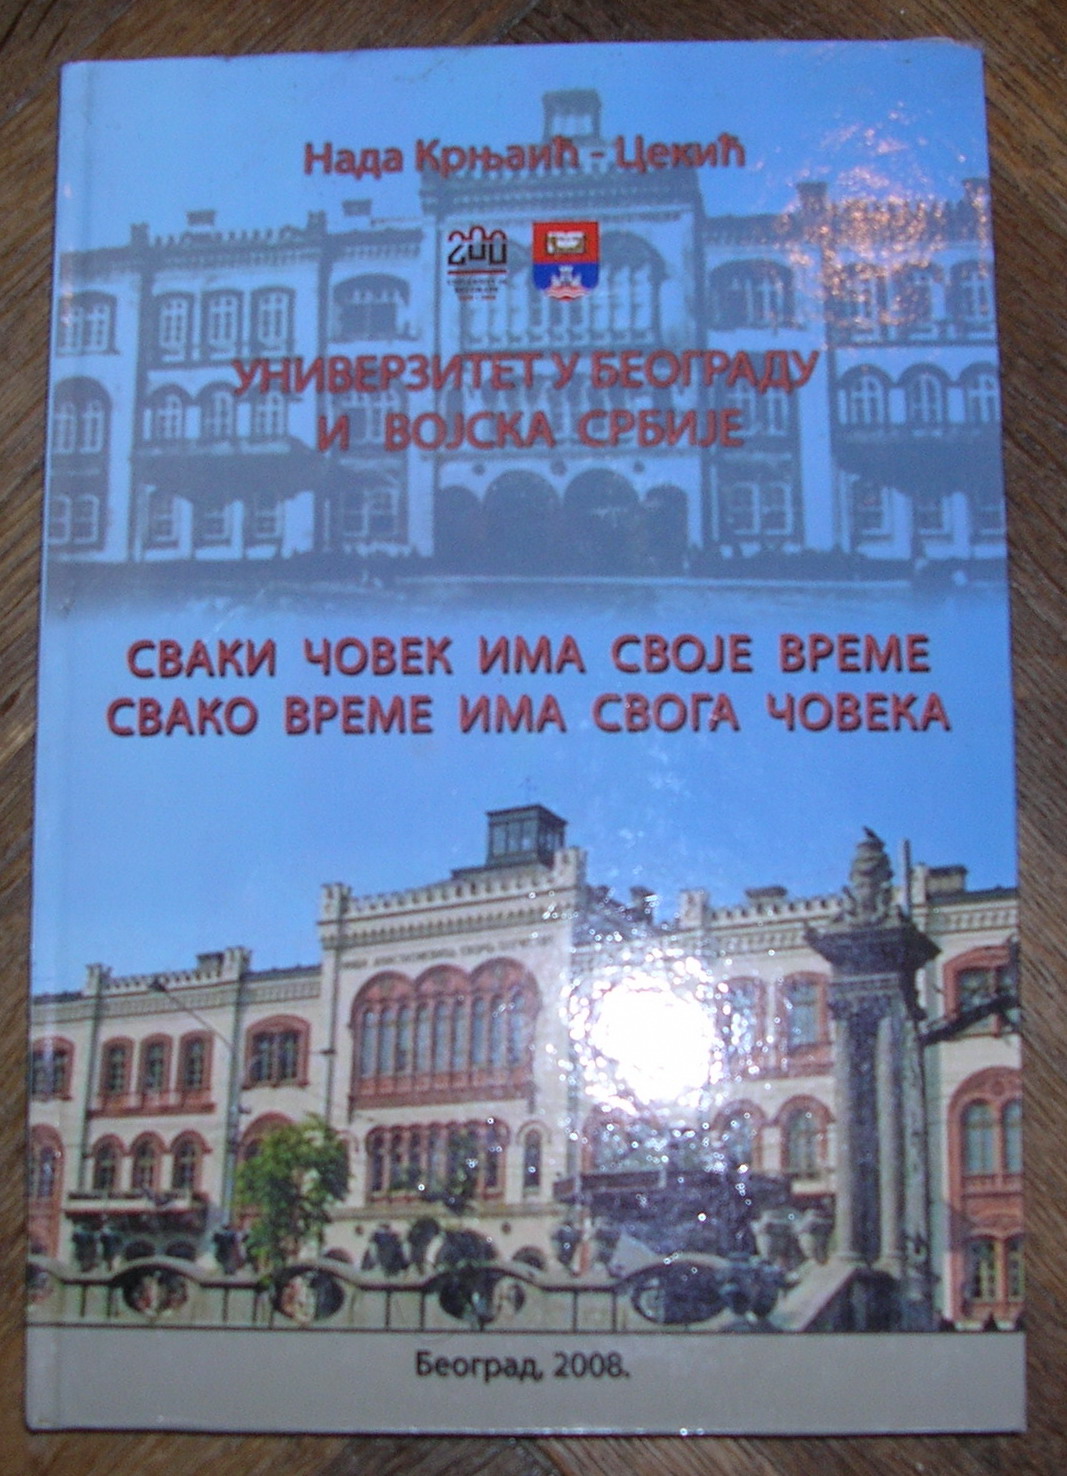 Нада Крњаић - Цекић
200
УНИВЕРЗИТЕТ У БЕОГРАДУ
И ВОЈСКА СРБИЈЕ
СВАКИ ЧОВЕК ИМА СВОЈЕ ВРЕМЕ
СВАКО ВРЕМЕ ИМА СВОГА ЧОВЕКА
Београд, 2008.